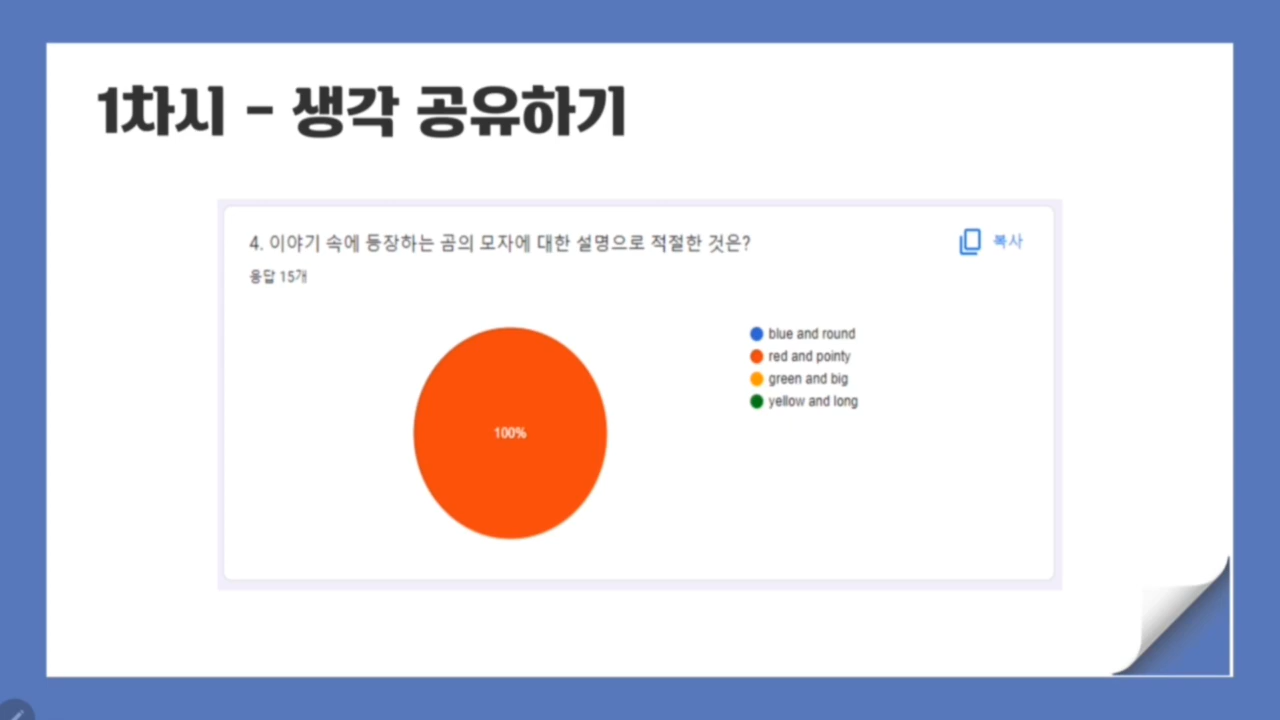 1차시 - 생각 공유하기
4. 이야기 속에 등장하는 곰의 모자에 대한 설명으로 적절한 것은?
복사
응답 15개
blue and round
red and pointy
green and big
yellow and long
100%